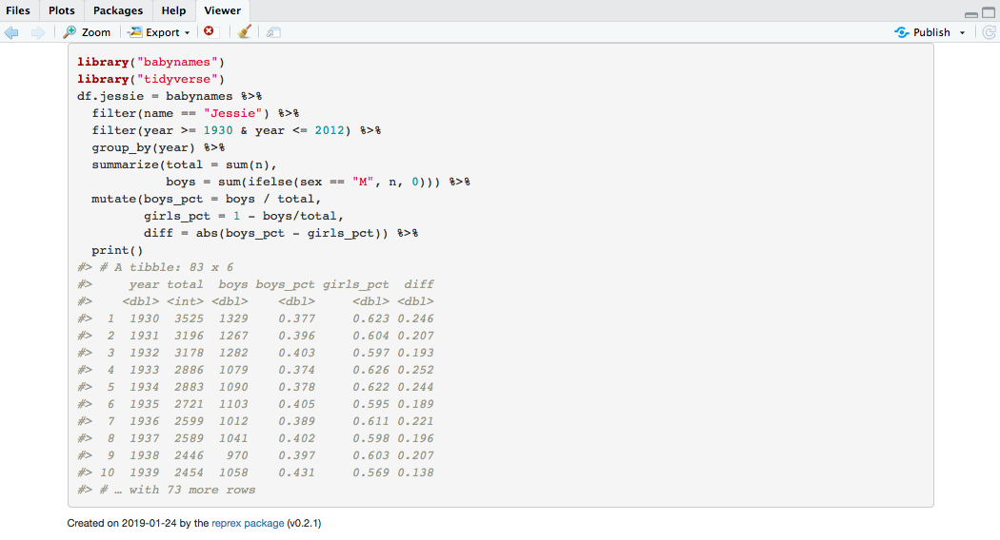 Files Plots Packages Help Viewer
Zoom Export Publish
library("babynames")
library("tidyverse")
df.jessie = babynames %>%
  filter(name == "Jessie") %>%
  filter(year >= 1930 & year <= 2012) %>%
  group_by(year) %>%
  summarize(total = sum(n),
            boys = sum(ifelse(sex == "M", n, 0))) %>%
  mutate(boys_pct = boys / total,
         girls_pct = 1 - boys/total,
         diff = abs(boys_pct - girls_pct)) %>%
  print()
#> # A tibble: 83 x 6
#>     year total  boys boys_pct girls_pct  diff
#>    <dbl> <int> <dbl>    <dbl>     <dbl> <dbl>
#>  1  1930  3525  1329    0.377     0.623 0.246
#>  2  1931  3196  1267    0.396     0.604 0.207
#>  3  1932  3178  1282    0.403     0.597 0.193
#>  4  1933  2886  1079    0.374     0.626 0.252
#>  5  1934  2883  1090    0.378     0.622 0.244
#>  6  1935  2721  1103    0.405     0.595 0.189
#>  7  1936  2599  1012    0.389     0.611 0.221
#>  8  1937  2589  1041    0.402     0.598 0.196
#>  9  1938  2446   970    0.397     0.603 0.207
#> 10  1939  2454  1058    0.431     0.569 0.138
#> # … with 73 more rows
Created on 2019-01-24 by the reprex package (v0.2.1)